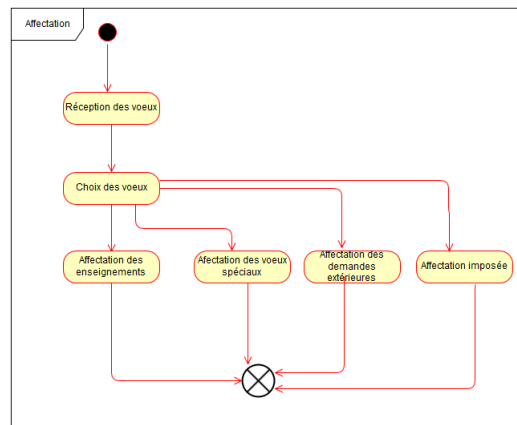 Affectation
Réception des voeux
Choix des voeux
Affectation des
enseignements
Afectation des voeux
spéciaux
Affectation des
demandes
extérieures
Affectation imposée